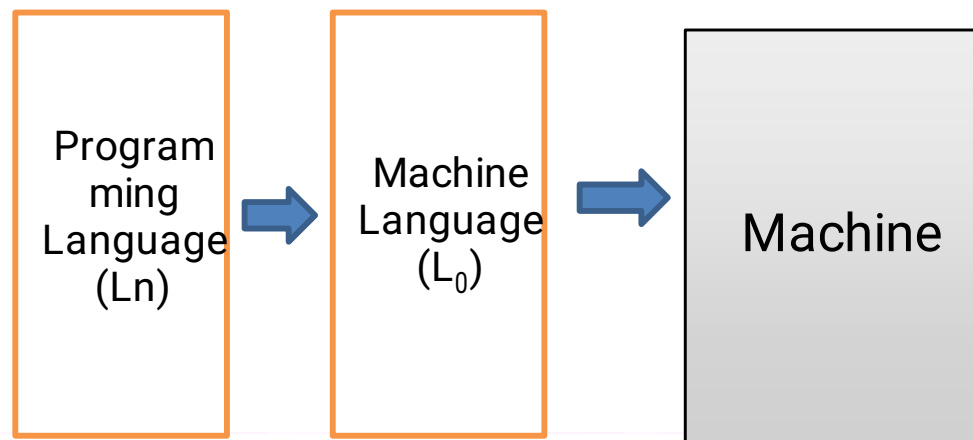 Program
ming
Language
(Ln)
Machine
Language
(L₀)
Machine